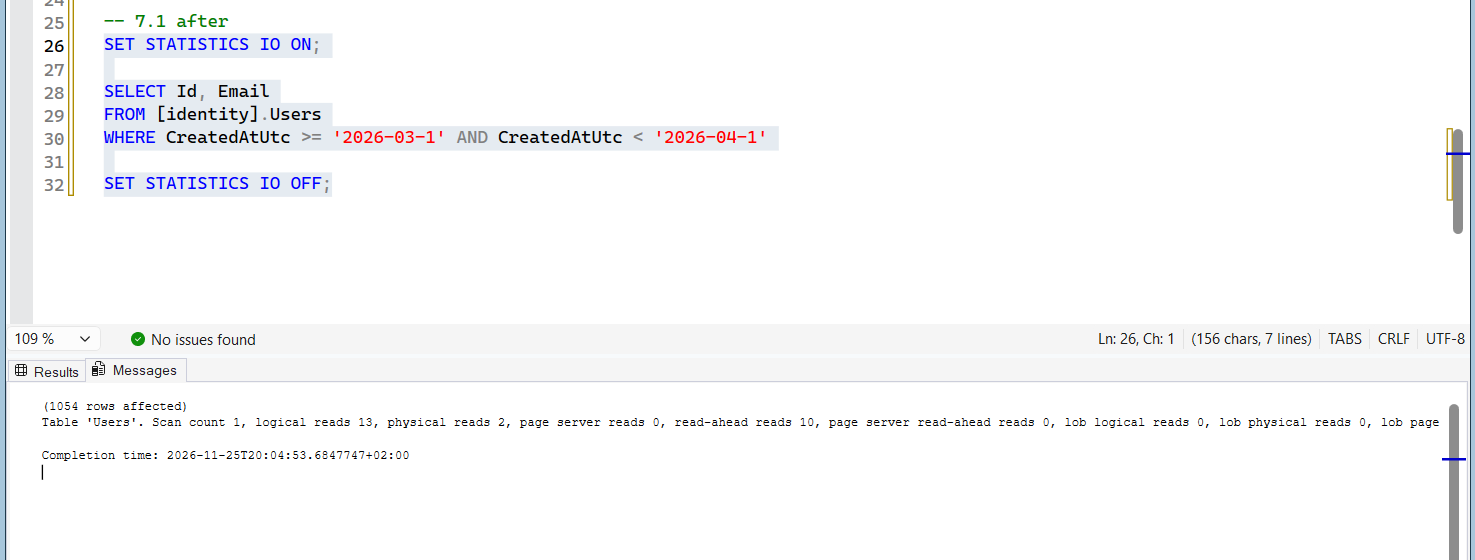 24
25 -- 7.1 after
26 SET STATISTICS IO ON;
27
28 SELECT Id, Email
29 FROM [identity].Users
30 WHERE CreatedAtUtc >= '2026-03-1' AND CreatedAtUtc < '2026-04-1'
31
32 SET STATISTICS IO OFF;
109 % No issues found Ln: 26, Ch: 1 (156 chars, 7 lines) TABS CRLF UTF-8
Results Messages
(1054 rows affected)
Table 'Users'. Scan count 1, logical reads 13, physical reads 2, page server reads 0, read-ahead reads 10, page server read-ahead reads 0, lob logical reads 0, lob physical reads 0, lob page
Completion time: 2026-11-25T20:04:53.6847747+02:00